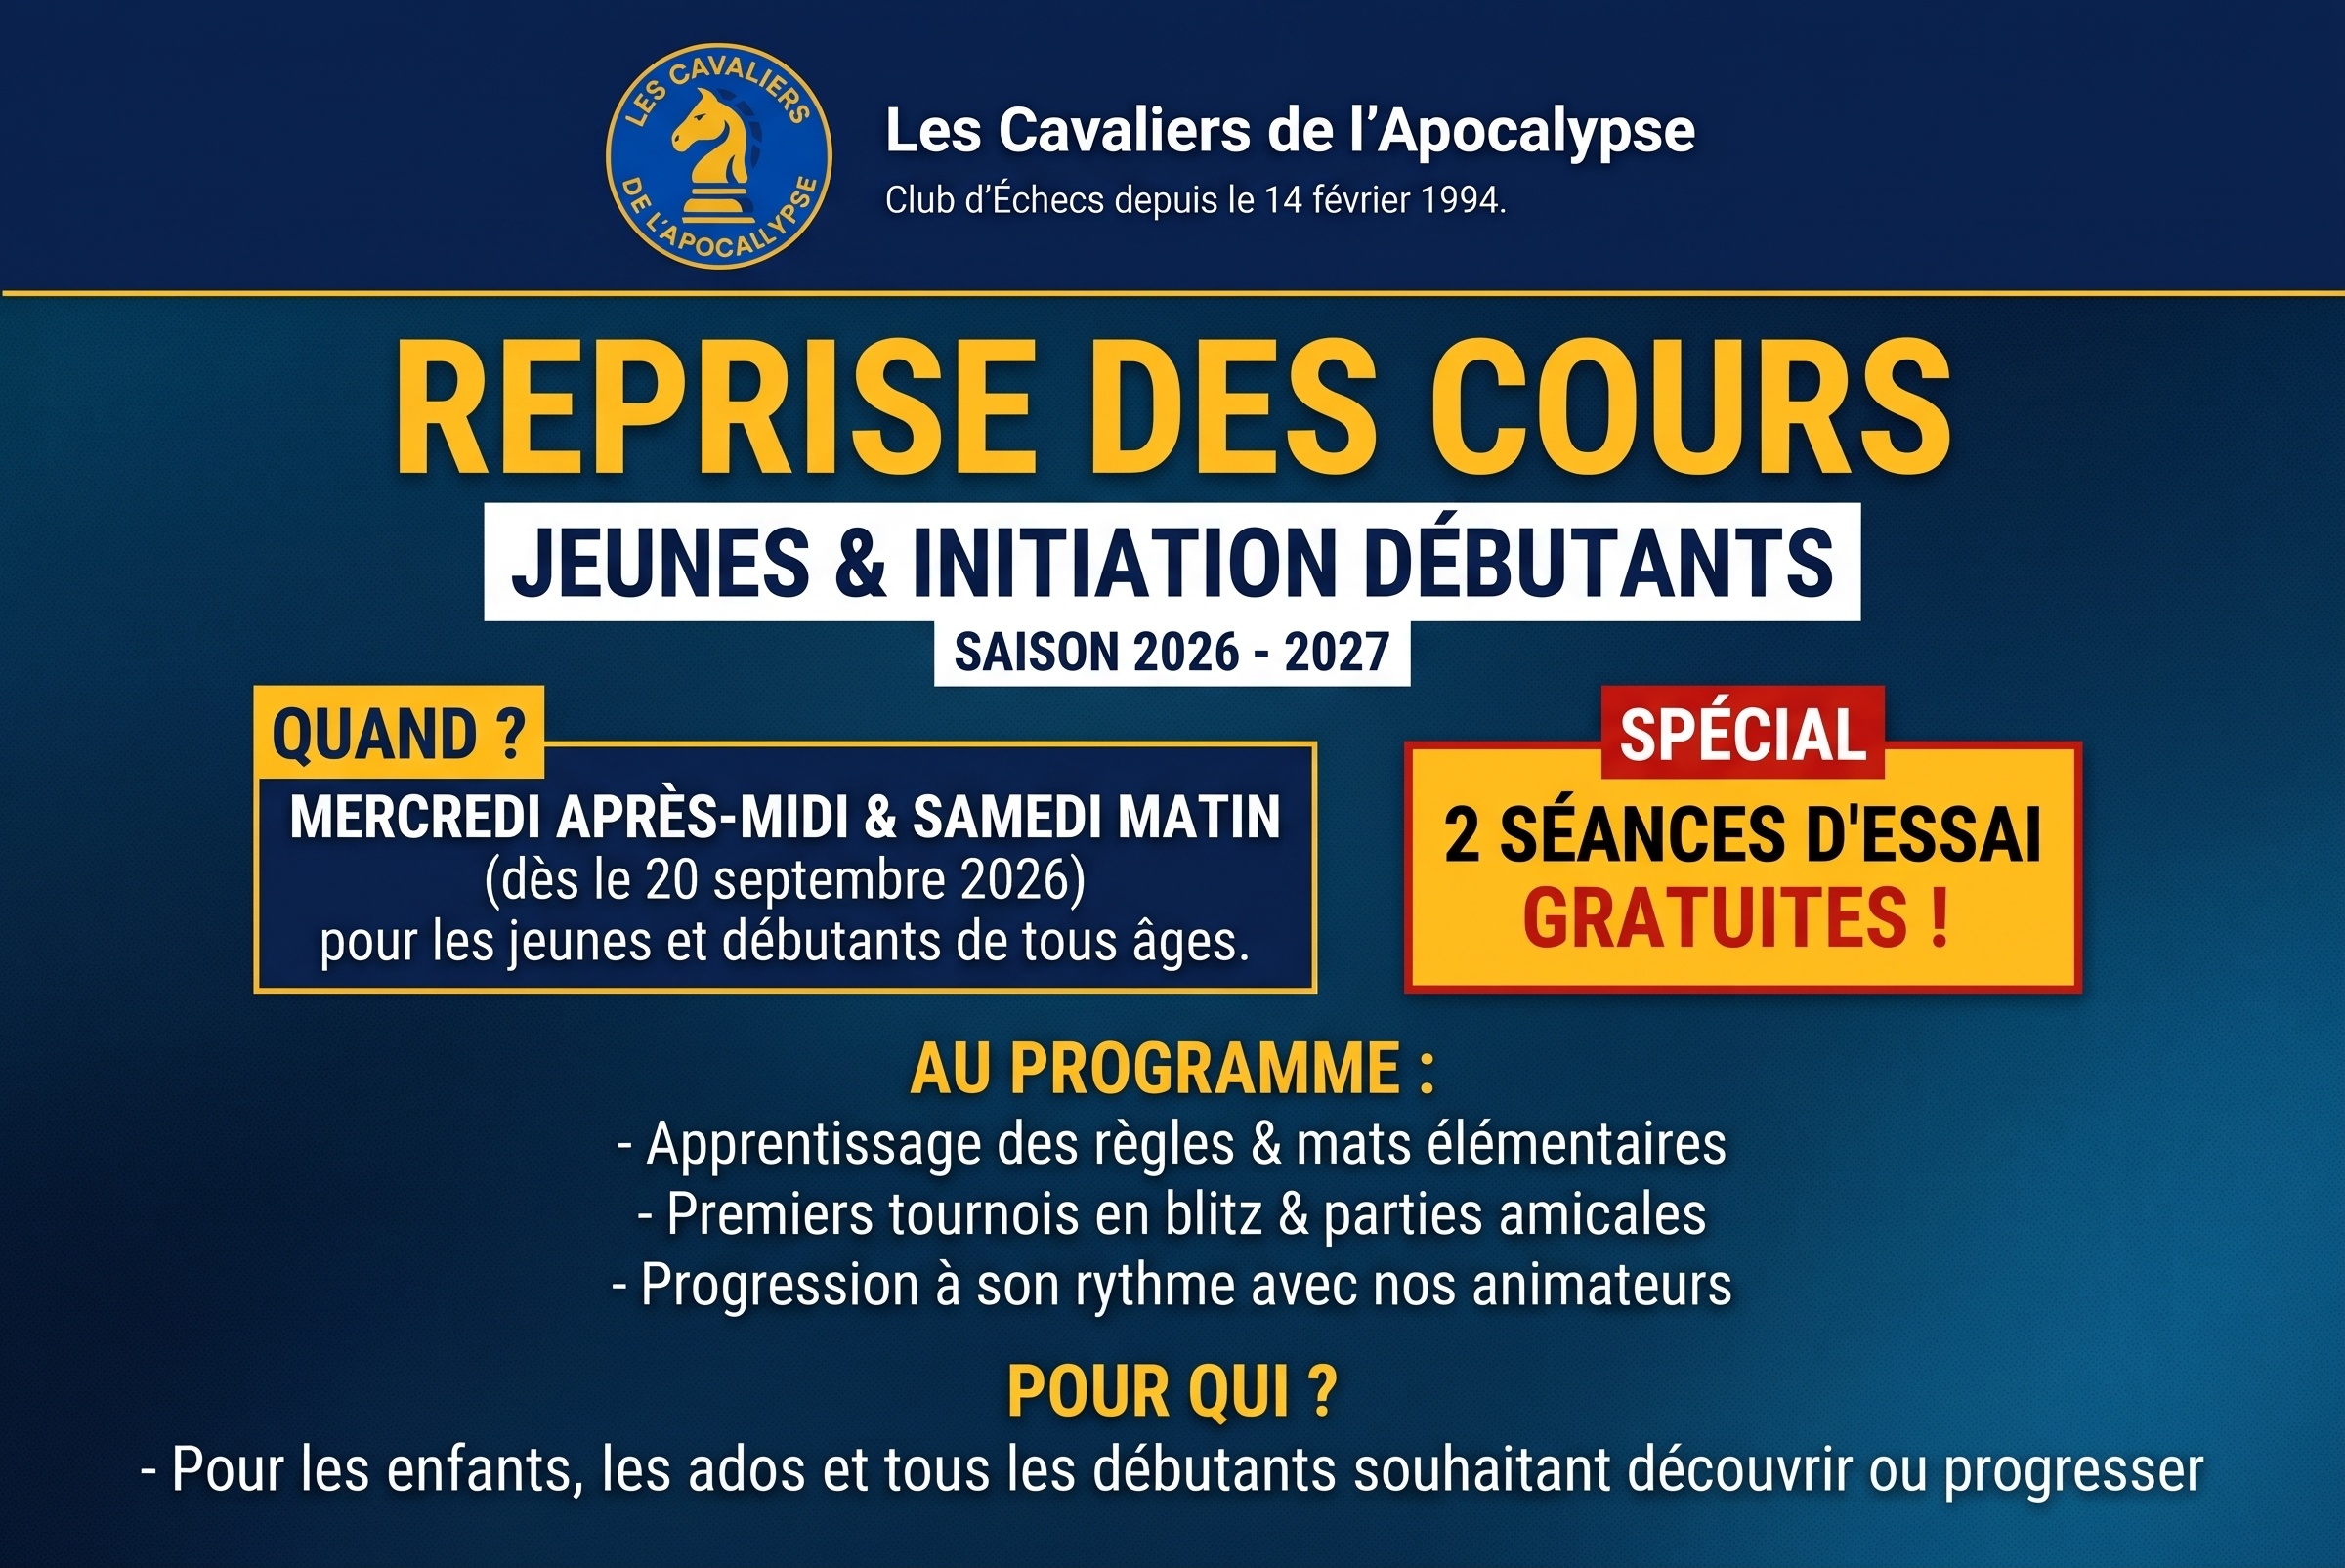 LES CAVALIERS
DE L'APOCALLYPSE
Les Cavaliers de l’Apocalypse
Club d’Échecs depuis le 14 février 1994.
REPRISE DES COURS
JEUNES & INITIATION DÉBUTANTS
SAISON 2026 - 2027
QUAND ?
MERCREDI APRÈS-MIDI & SAMEDI MATIN
(dès le 20 septembre 2026)
pour les jeunes et débutants de tous âges.
SPÉCIAL
2 SÉANCES D'ESSAI
GRATUITES !
AU PROGRAMME :
- Apprentissage des règles & mats élémentaires
- Premiers tournois en blitz & parties amicales
- Progression à son rythme avec nos animateurs
POUR QUI ?
- Pour les enfants, les ados et tous les débutants souhaitant découvrir ou progresser